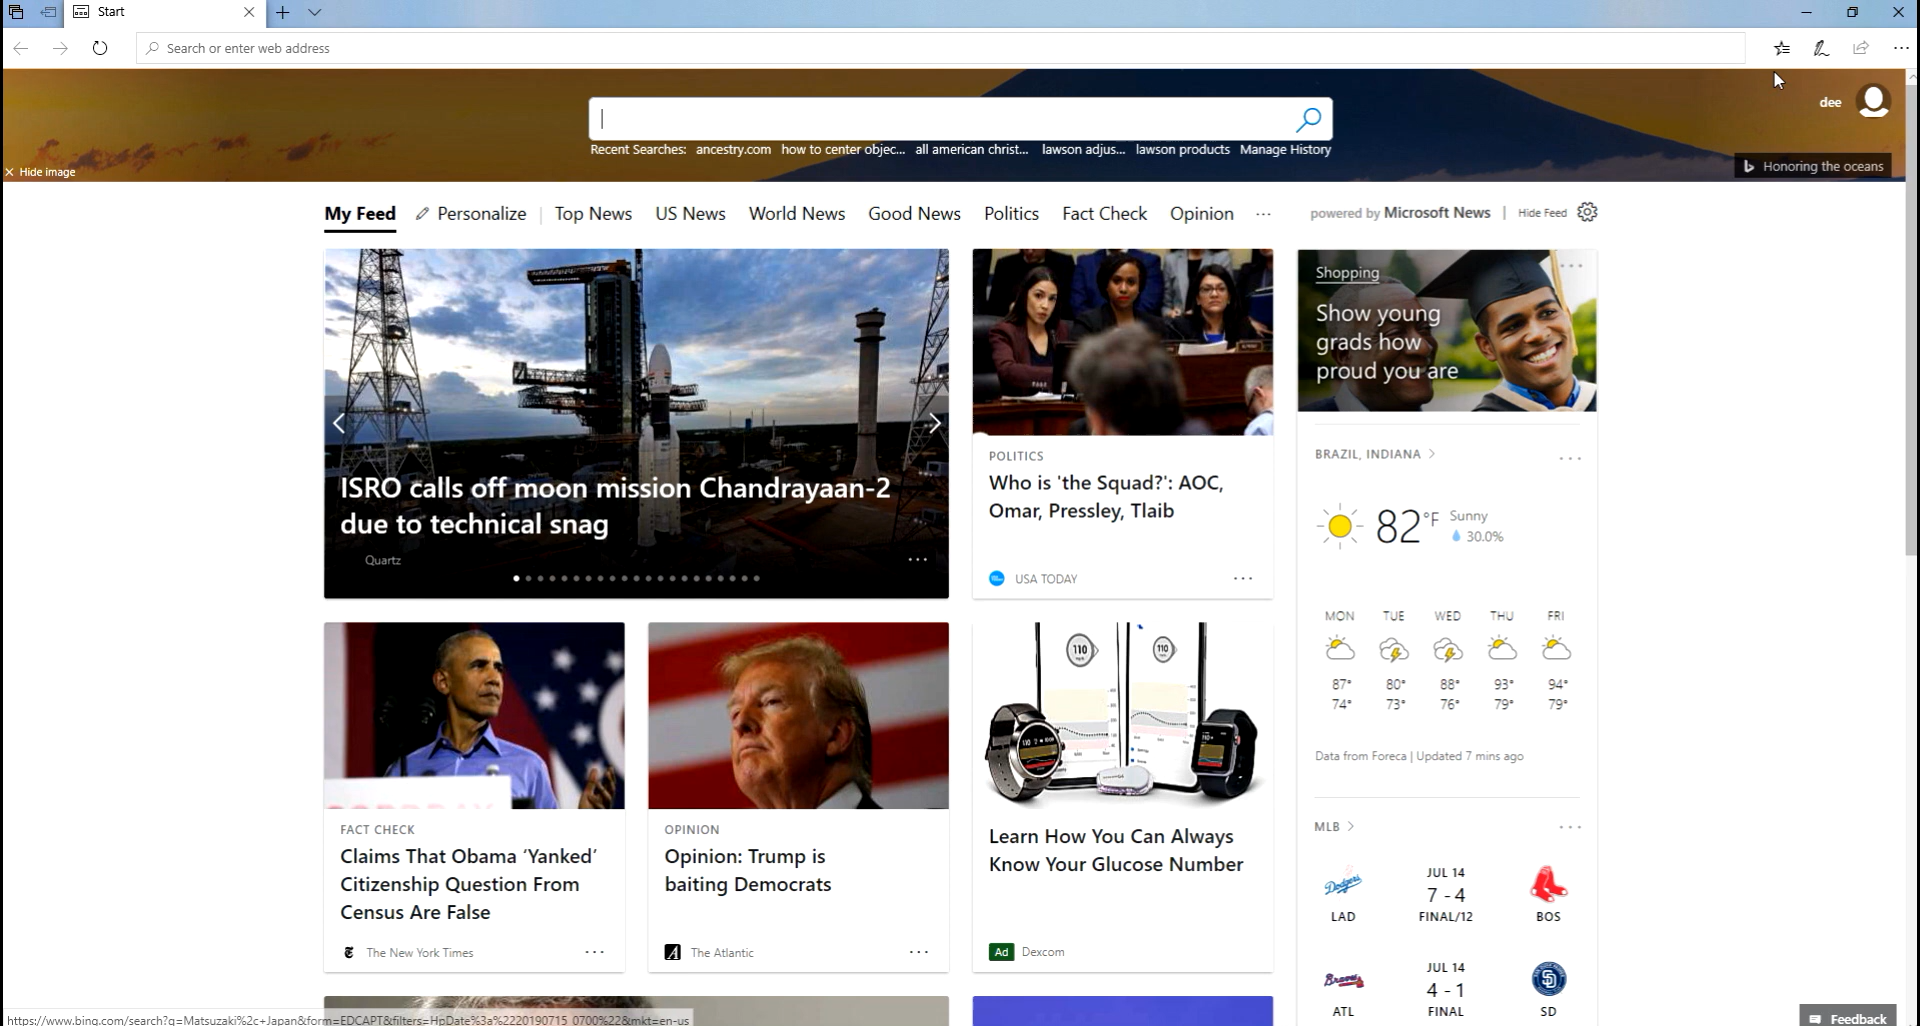 Start
Search or enter web address
dee
Recent Searches: ancestry.com how to center objec... all american christ... lawson adjus... lawson products Manage History
Hide image
Honoring the oceans
My Feed Personalize Top News US News World News Good News Politics Fact Check Opinion ...
powered by Microsoft News | Hide Feed
ISRO calls off moon mission Chandrayaan-2
due to technical snag
Quartz
POLITICS
Who is 'the Squad?': AOC,
Omar, Pressley, Tlaib
USA TODAY
Shopping
Show young
grads how
proud you are
BRAZIL, INDIANA
82°F Sunny
30.0%
MON TUE WED THU FRI
87° 80° 88° 93° 94°
74° 73° 76° 79° 79°
Data from Foreca | Updated 7 mins ago
110 110
FACT CHECK
Claims That Obama ‘Yanked’
Citizenship Question From
Census Are False
The New York Times
OPINION
Opinion: Trump is
baiting Democrats
The Atlantic
Learn How You Can Always
Know Your Glucose Number
Ad Dexcom
MLB
Dodgers
JUL 14
7 - 4
LAD FINAL/12 BOS
Braves
JUL 14
4 - 1
ATL FINAL SD
Feedback
https://www.bing.com/search?q=Matsuzaki%2c+Japan&form=EDCAPT&filters=HpDate%3a%2220190715_0700%22&mkt=en-us